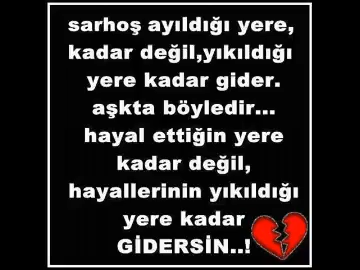 sarhoş ayıldığı yere,
kadar değil,yıkıldığı
yere kadar gider.
aşkta böyledir...
hayal ettiğin yere
kadar değil,
hayallerinin yıkıldığı
yere kadar
GİDERSİN..!